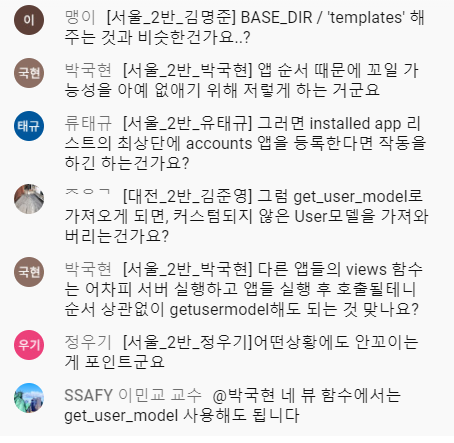 이 맹이 [서울_2반_김명준] BASE_DIR / 'templates' 해
주는 것과 비슷한건가요..?
국현 박국현 [서울_2반_박국현] 앱 순서 때문에 꼬일 가
능성을 아예 없애기 위해 저렇게 하는 거군요
태규 류태규 [서울_2반_유태규] 그러면 installed app 리
스트의 최상단에 accounts 앱을 등록한다면 작동을
하긴 하는건가요?
ㅈㅇㄱ [대전_2반_김준영] 그럼 get_user_model로
가져오게 되면, 커스텀되지 않은 User모델을 가져와
버리는건가요?
국현 박국현 [서울_2반_박국현] 다른 앱들의 views 함수
는 어차피 서버 실행하고 앱들 실행 후 호출될테니
순서 상관없이 getusermodel해도 되는 것 맞나요?
우기 정우기 [서울_2반_정우기]어떤상황에도 안꼬이는
게 포인트군요
SSAFY 이민교 교수 @박국현 네 뷰 함수에서는
get_user_model 사용해도 됩니다